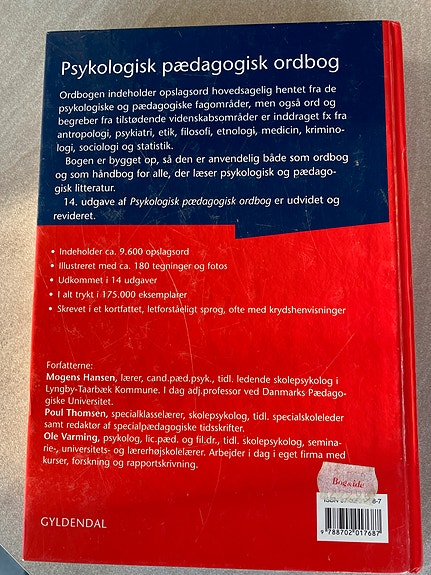 Psykologisk pædagogisk ordbog
Ordbogen indeholder opslagsord hovedsagelig hentet fra de
psykologiske og pædagogiske fagområder, men også ord og
begreber fra tilstødende videnskabsområder er inddraget fx fra
antropologi, psykiatri, etik, filosofi, etnologi, medicin, krimino-
logi, sociologi og statistik.
Bogen er bygget op, så den er anvendelig både som ordbog
og som håndbog for alle, der læser psykologisk og pædago-
gisk litteratur.
14. udgave af Psykologisk pædagogisk ordbog er udvidet og
revideret.
• Indeholder ca. 9.600 opslagsord
• Illustreret med ca. 180 tegninger og fotos
• Udkommet i 14 udgaver
• I alt trykt i 175.000 eksemplarer
• Skrevet i et kortfattet, letforståeligt sprog, ofte med krydshenvisninger
Forfatterne:
Mogens Hansen, lærer, cand.pæd.psyk., tidl. ledende skolepsykolog i
Lyngby-Taarbæk Kommune. I dag adj.professor ved Danmarks Pædago-
giske Universitet.
Poul Thomsen, specialklasselærer, skolepsykolog, tidl. specialskoleleder
samt redaktør af specialpædagogiske tidsskrifter.
Ole Varming, psykolog, lic.pæd. og fil.dr., tidl. skolepsykolog, semina-
rie-, universitets- og lærerhøjskolelærer. Arbejder i dag i eget firma med
kurser, forskning og rapportskrivning.
Bog&ide
GYLDENDAL
9 788702 017687